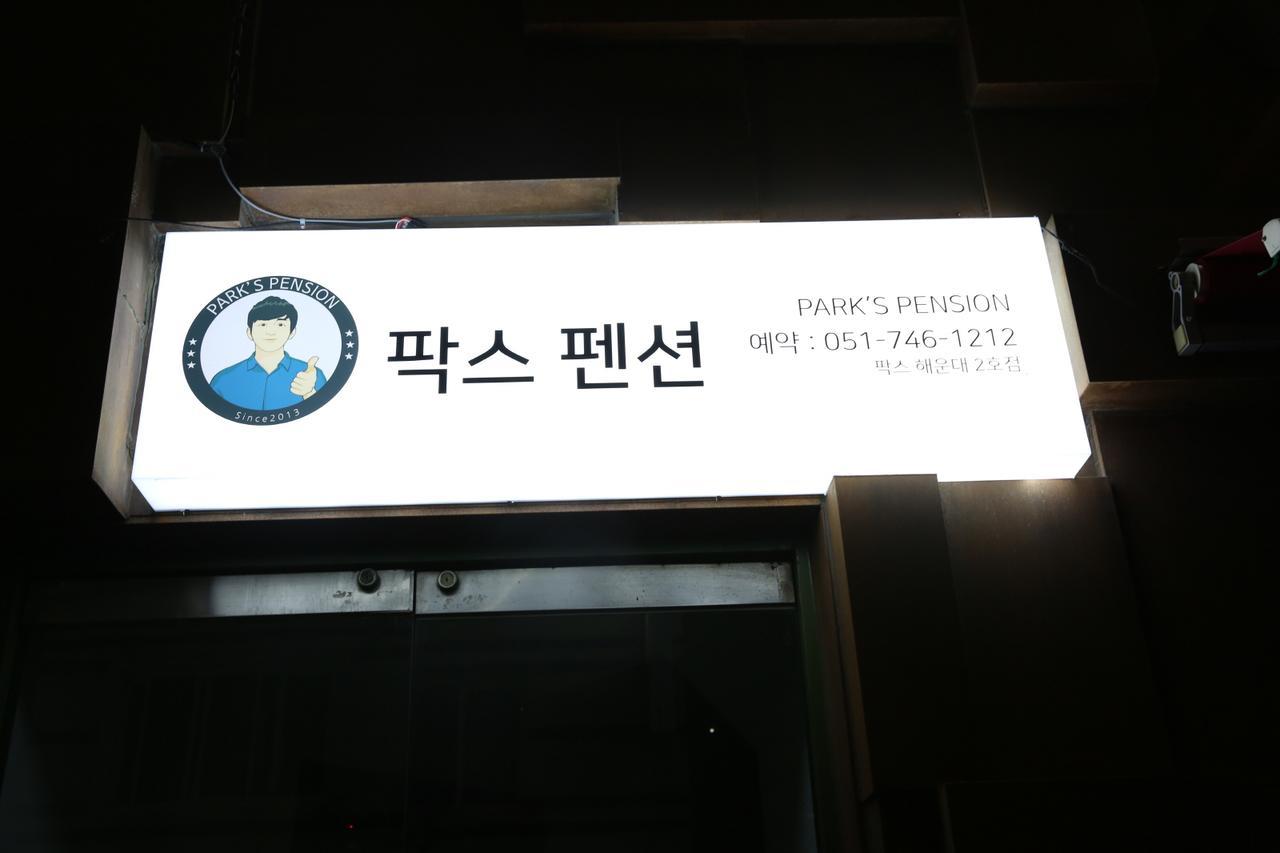 PARK'S PENSION
Since2013
팍스 펜션
PARK'S PENSION
예약 : 051-746-1212
팍스 해운대 2호점